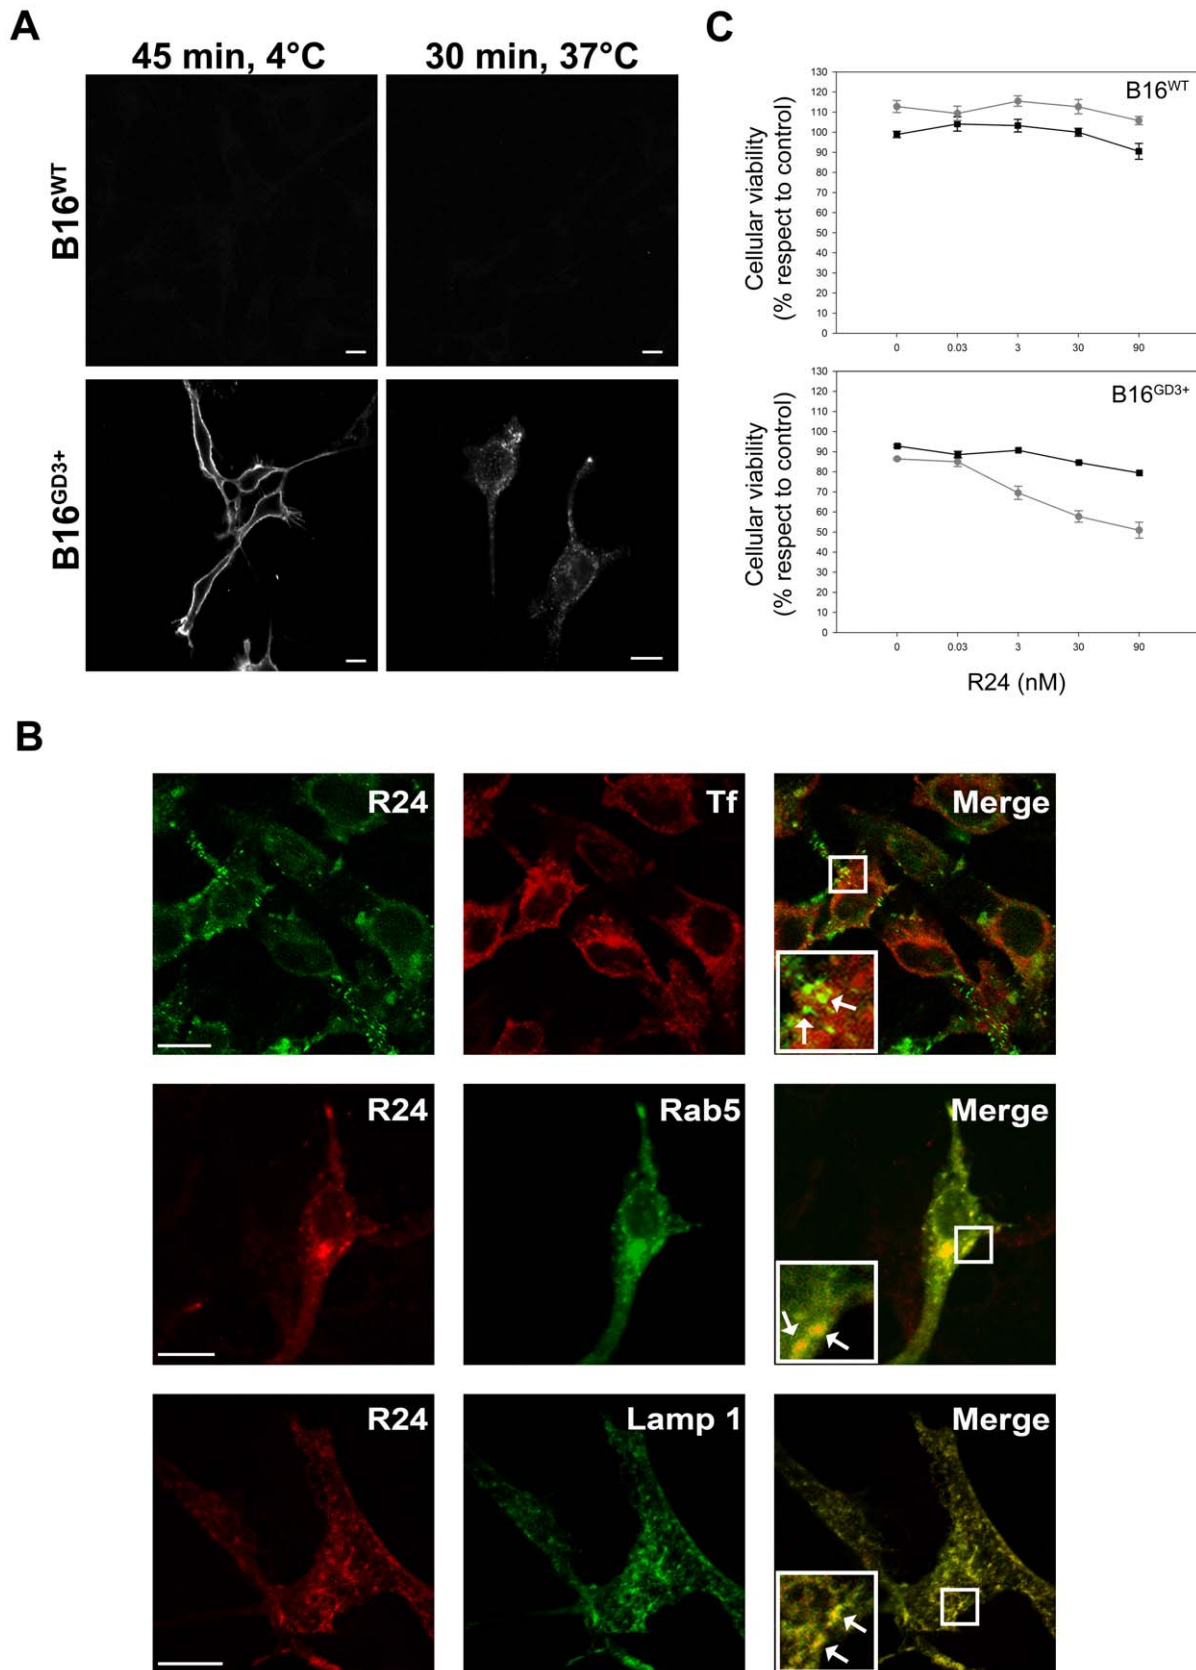 A
45 min, 4°C
30 min, 37°C
B16WT
B16GD3+
C
B16WT
Cellular viability
(% respect to control)
130
120
110
100
90
80
70
60
50
40
30
20
10
0
0 0.03 3 30 90
B16GD3+
Cellular viability
(% respect to control)
130
120
110
100
90
80
70
60
50
40
30
20
10
0
0 0.03 3 30 90
R24 (nM)
B
R24
Tf
Merge
R24
Rab5
Merge
R24
Lamp 1
Merge